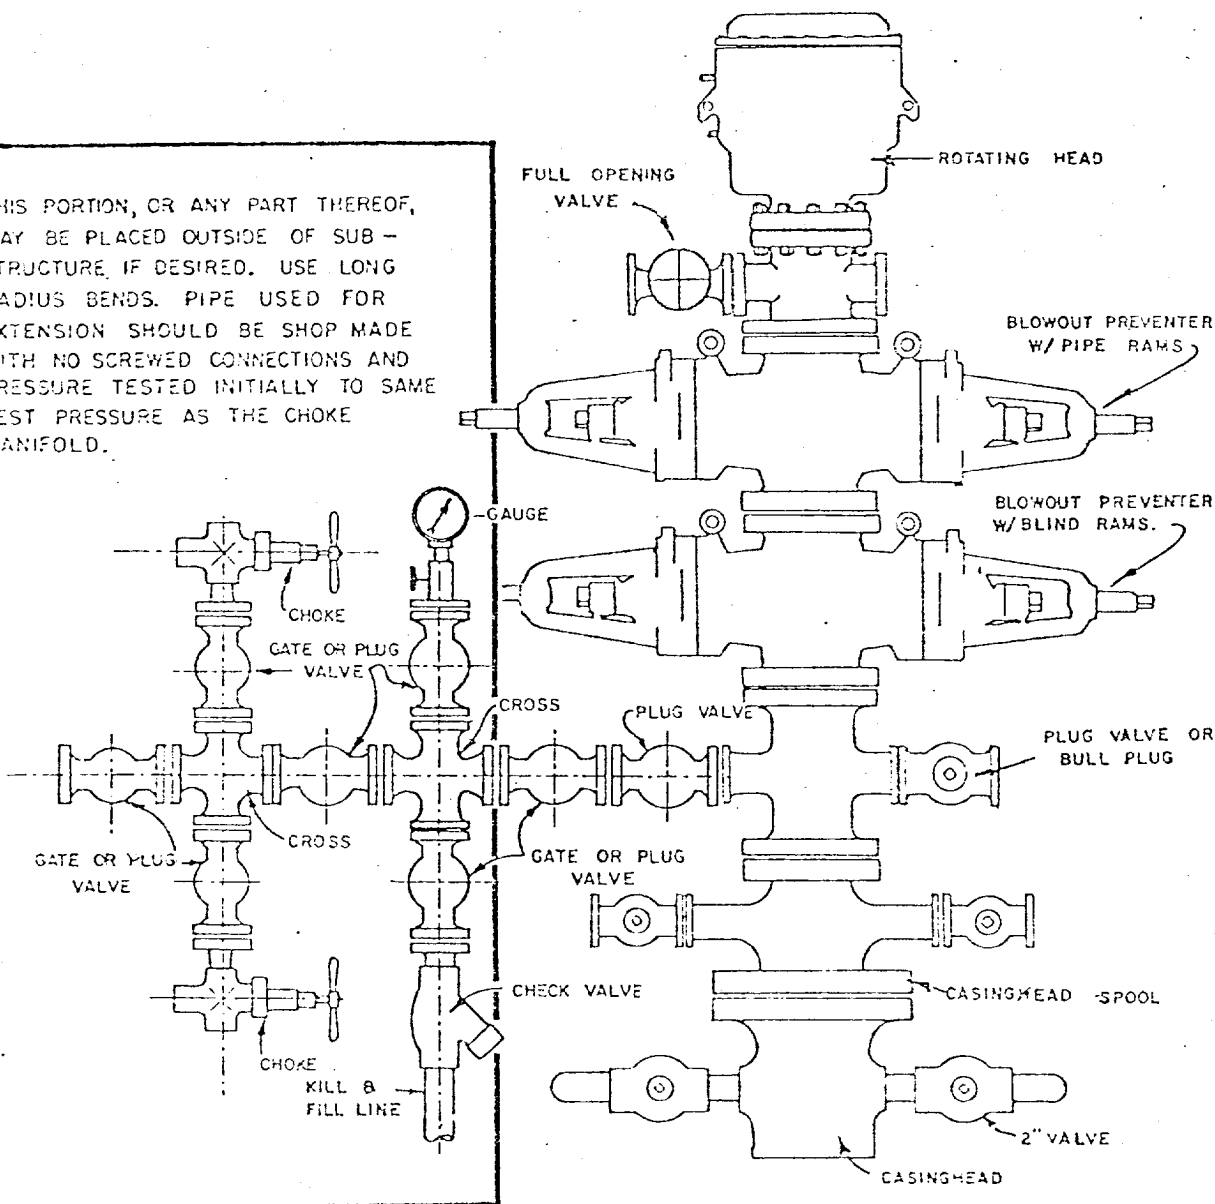 HIS PORTION, OR ANY PART THEREOF,
AY BE PLACED OUTSIDE OF SUB-
TRUCTURE IF DESIRED. USE LONG
ADIUS BENDS. PIPE USED FOR
XTENSION SHOULD BE SHOP MADE
ITH NO SCREWED CONNECTIONS AND
RESSURE TESTED INITIALLY TO SAME
EST PRESSURE AS THE CHOKE
ANIFOLD.
ROTATING HEAD
FULL OPENING
VALVE
BLOWOUT PREVENTER
W/ PIPE RAMS
BLOWOUT PREVENTER
W/ BLIND RAMS.
GAUGE
CHOKE
GATE OR PLUG
VALVE
CROSS
PLUG VALVE
PLUG VALVE OR
BULL PLUG
CROSS
GATE OR PLUG
VALVE
GATE OR PLUG
VALVE
CHECK VALVE
CASINGHEAD SPOOL
CHOKE
KILL &
FILL LINE
2" VALVE
CASINGHEAD